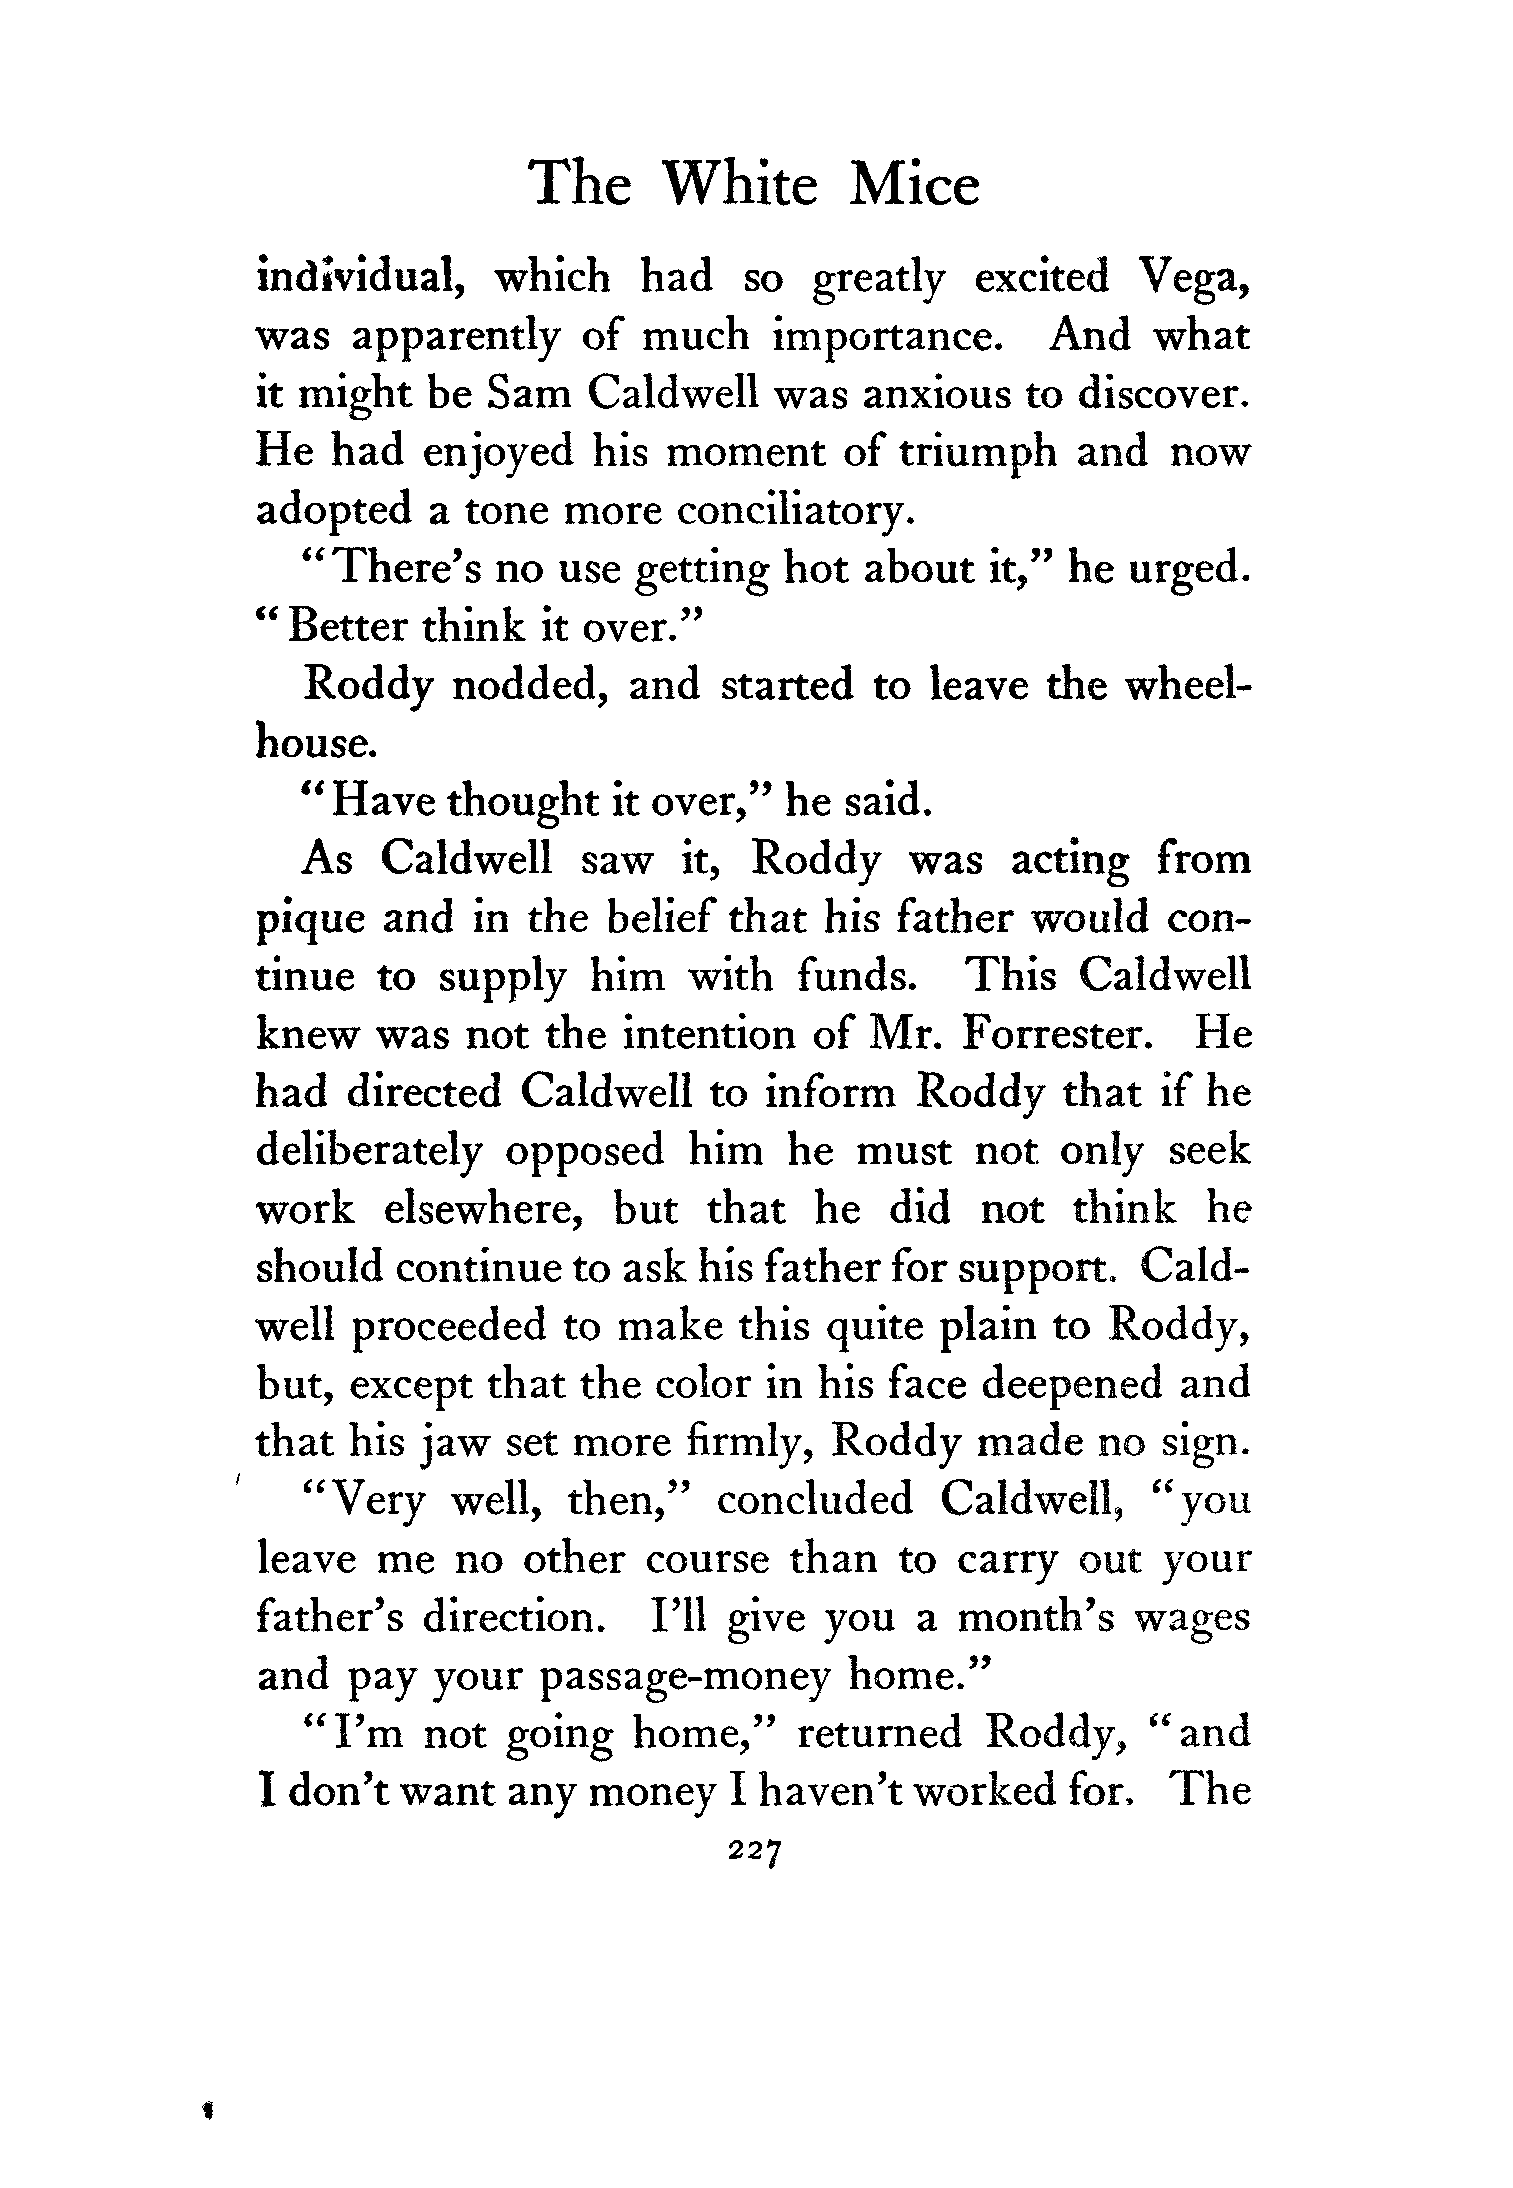 The White Mice
individual, which had so greatly excited Vega,
was apparently of much importance. And what
it might be Sam Caldwell was anxious to discover.
He had enjoyed his moment of triumph and now
adopted a tone more conciliatory.
"There's no use getting hot about it," he urged.
"Better think it over."
Roddy nodded, and started to leave the wheel-
house.
"Have thought it over," he said.
As Caldwell saw it, Roddy was acting from
pique and in the belief that his father would con-
tinue to supply him with funds. This Caldwell
knew was not the intention of Mr. Forrester. He
had directed Caldwell to inform Roddy that if he
deliberately opposed him he must not only seek
work elsewhere, but that he did not think he
should continue to ask his father for support. Cald-
well proceeded to make this quite plain to Roddy,
but, except that the color in his face deepened and
that his jaw set more firmly, Roddy made no sign.
"Very well, then," concluded Caldwell, "you
leave me no other course than to carry out your
father's direction. I'll give you a month's wages
and pay your passage-money home."
"I'm not going home," returned Roddy, "and
I don't want any money I haven't worked for. The
227